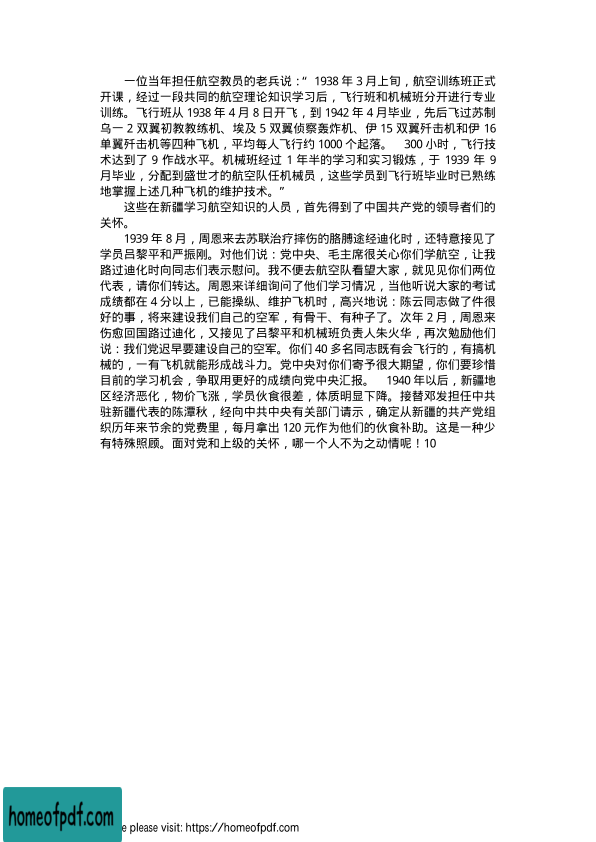 一位当年担任航空教员的老兵说：“ 1938 年 3 月上旬，航空训练班正式
开课，经过一段共同的航空理论知识学习后，飞行班和机械班分开进行专业
训练。飞行班从 1938 年 4 月 8 日开飞，到 1942 年 4 月毕业，先后飞过苏制
乌一 2 双翼初教教练机、埃及 5 双翼侦察轰炸机、伊 15 双翼歼击机和伊 16
单翼歼击机等四种飞机，平均每人飞行约 1000 个起落。 300 小时，飞行技
术达到了 9 作战水平。机械班经过 1 年半的学习和实习锻炼，于 1939 年 9
月毕业，分配到盛世才的航空队任机械员，这些学员到飞行班毕业时已熟练
地掌握上述几种飞机的维护技术。”
这些在新疆学习航空知识的人员，首先得到了中国共产党的领导者们的
关怀。
1939 年 8 月，周恩来去苏联治疗摔伤的胳膊途经迪化时，还特意接见了
学员吕黎平和严振刚。对他们说：党中央、毛主席很关心你们学航空，让我
路过迪化时向同志们表示慰问。我不便去航空队看望大家，就见见你们两位
代表，请你们转达。周恩来详细询问了他们学习情况，当他听说大家的考试
成绩都在 4 分以上，已能操纵、维护飞机时，高兴地说：陈云同志做了件很
好的事，将来建设我们自己的空军，有骨干、有种子了。次年 2 月，周恩来
伤愈回国路过迪化，又接见了吕黎平和机械班负责人朱火华，再次勉励他们
说：我们党迟早要建设自己的空军。你们 40 多名同志既有会飞行的，有搞机
械的，一有飞机就能形成战斗力。党中央对你们寄予很大期望，你们要珍惜
目前的学习机会，争取用更好的成绩向党中央汇报。 1940 年以后，新疆地
区经济恶化，物价飞涨，学员伙食很差，体质明显下降。接替邓发担任中共
驻新疆代表的陈潭秋，经向中共中央有关部门请示，确定从新疆的共产党组
织历年来节余的党费里，每月拿出 120 元作为他们的伙食补助。这是一种少
有特殊照顾。面对党和上级的关怀，哪一个人不为之动情呢！10
homeofpdf.com
e please visit: https://homeofpdf.com